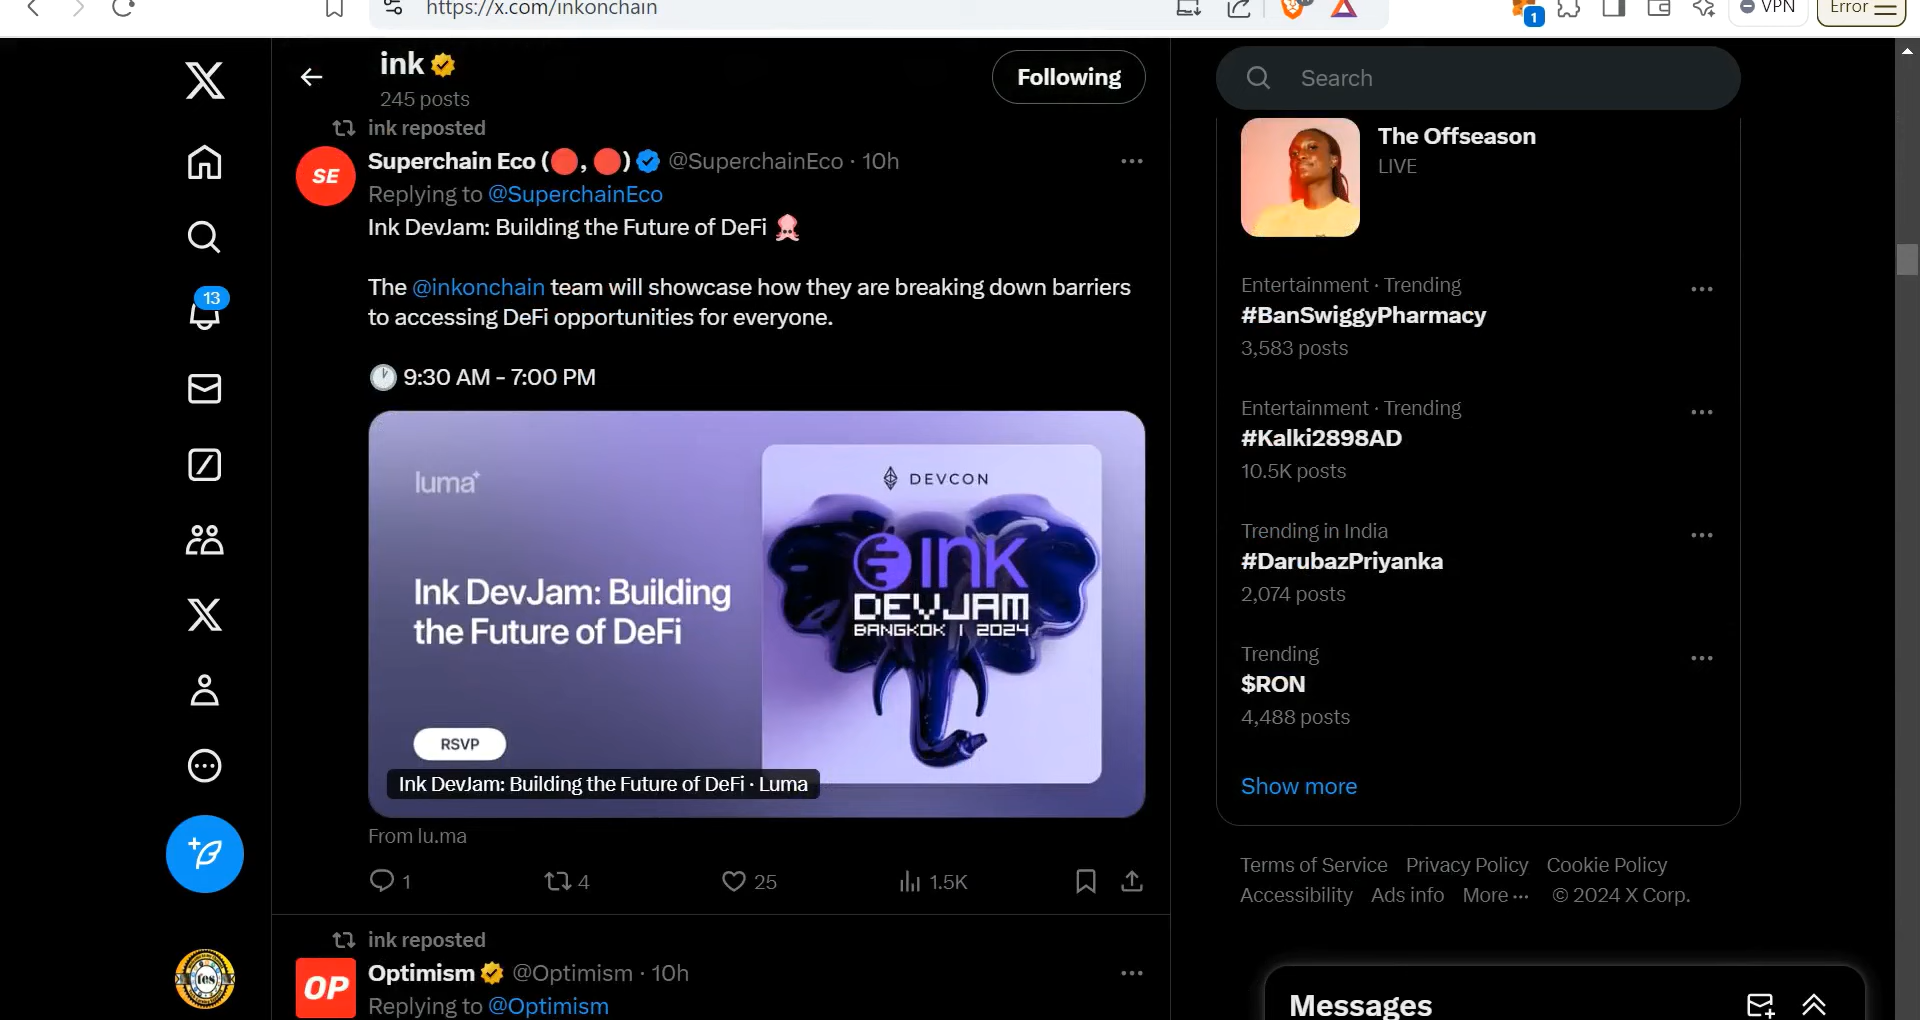 https://x.com/inkonchain
1
VPN
Error
ink
245 posts
Following
Search
ink reposted
SE
Superchain Eco (🔴, 🔴) @SuperchainEco · 10h
Replying to @SuperchainEco
Ink DevJam: Building the Future of DeFi 🦑
The @inkonchain team will showcase how they are breaking down barriers
to accessing DeFi opportunities for everyone.
🕐 9:30 AM – 7:00 PM
luma
DEVCON
INK
DEVJAM
BANGKOK | 2024
Ink DevJam: Building
the Future of DeFi
RSVP
Ink DevJam: Building the Future of DeFi · Luma
From lu.ma
1
4
25
1.5K
ink reposted
OP
Optimism @Optimism · 10h
Replying to @Optimism
13
fes
The Offseason
LIVE
Entertainment · Trending
#BanSwiggyPharmacy
3,583 posts
Entertainment · Trending
#Kalki2898AD
10.5K posts
Trending in India
#DarubazPriyanka
2,074 posts
Trending
$RON
4,488 posts
Show more
Terms of Service Privacy Policy Cookie Policy
Accessibility Ads info More ··· © 2024 X Corp.
Messages